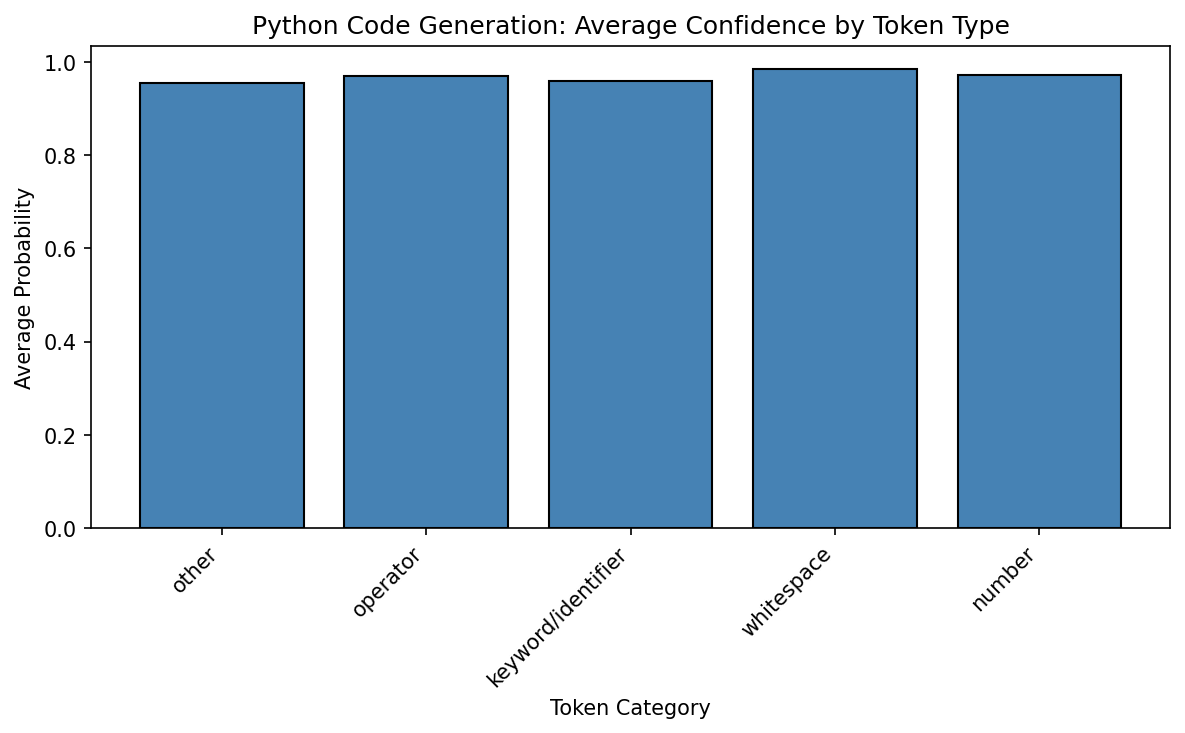 Python Code Generation: Average Confidence by Token Type
Average Probability
1.0
0.8
0.6
0.4
0.2
0.0
other
operator
keyword/identifier
whitespace
number
Token Category